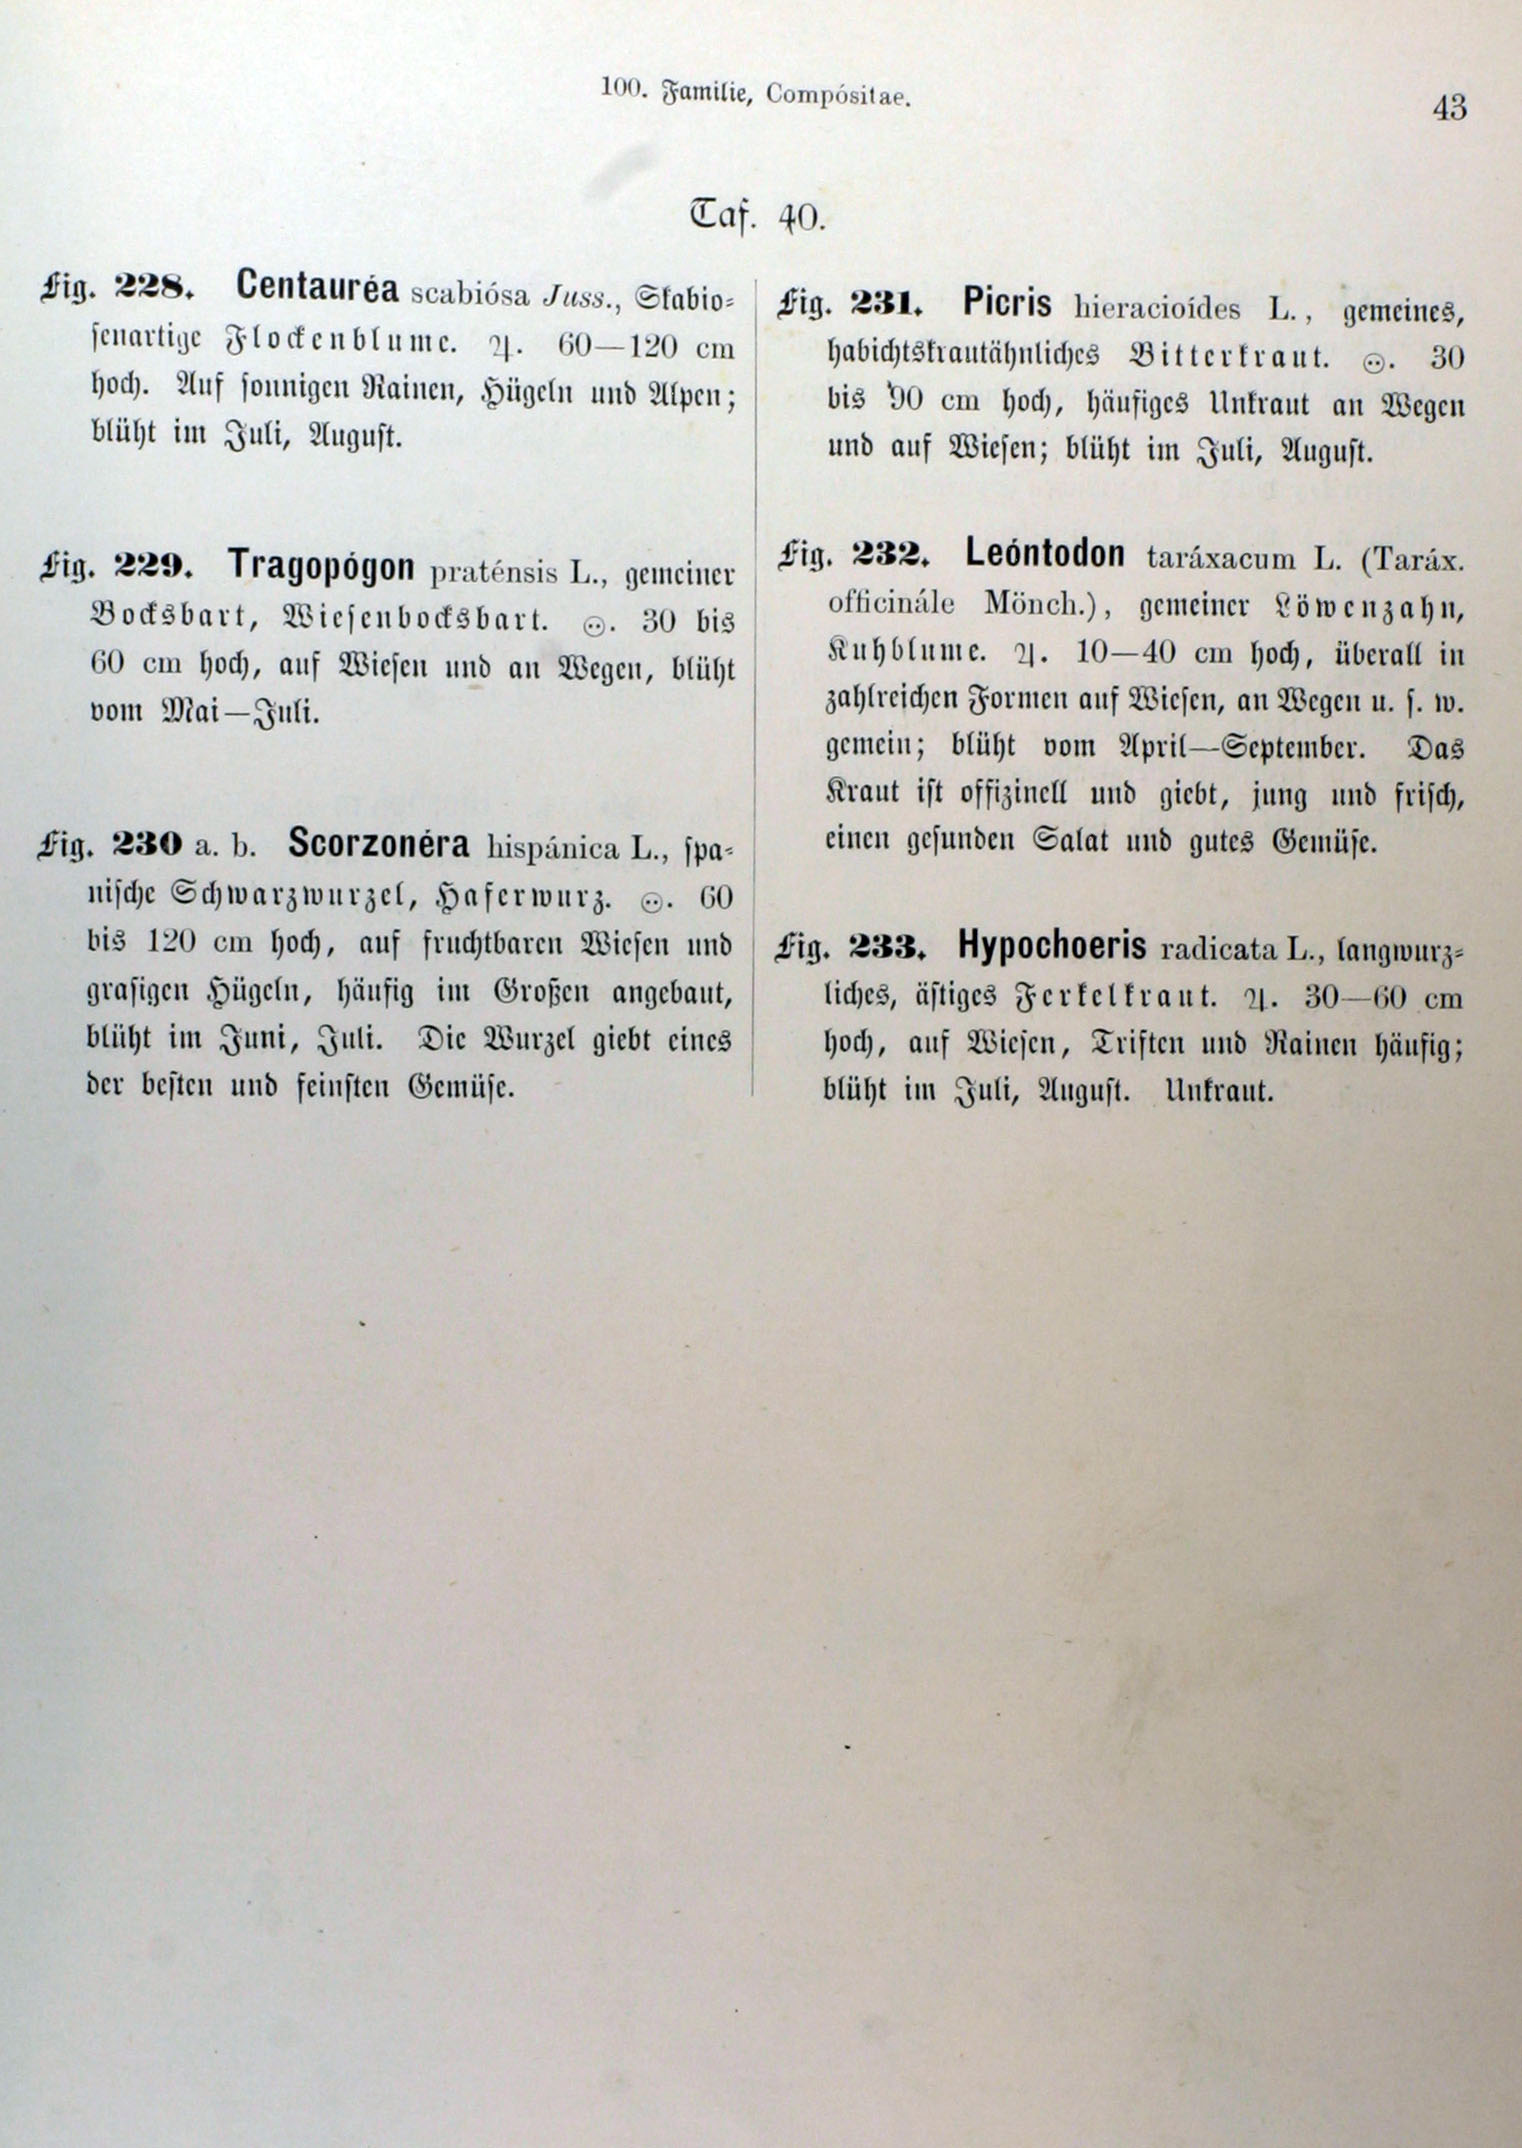 100. Familie, Compósitae.
43
Taf. 40.
Fig. 228. Centauréa scabiósa Juss., Skabio-
senartige Flockenblume. ♃. 60—120 cm
hoch. Auf sonnigen Rainen, Hügeln und Alpen;
blüht im Juli, August.
Fig. 229. Tragopógon praténsis L., gemeiner
Bocksbart, Wiesenbocksbart. ⚇. 30 bis
60 cm hoch, auf Wiesen und an Wegen, blüht
vom Mai—Juli.
Fig. 230 a. b. Scorzonéra hispánica L., spa-
nische Schwarzwurzel, Haferwurz. ⚇. 60
bis 120 cm hoch, auf fruchtbaren Wiesen und
grasigen Hügeln, häufig im Großen angebaut,
blüht im Juni, Juli. Die Wurzel giebt eines
der besten und feinsten Gemüse.
Fig. 231. Picris hieracioídes L., gemeines,
habichtskrautähnliches Bitterkraut. ⚇. 30
bis 90 cm hoch, häufiges Unkraut an Wegen
und auf Wiesen; blüht im Juli, August.
Fig. 232. Leóntodon taráxacum L. (Taráx.
officinále Mönch.), gemeiner Löwenzahn,
Kuhblume. ♃. 10—40 cm hoch, überall in
zahlreichen Formen auf Wiesen, an Wegen u. s. w.
gemein; blüht vom April—September. Das
Kraut ist offizinell und giebt, jung und frisch,
einen gesunden Salat und gutes Gemüse.
Fig. 233. Hypochoeris radicata L., langwurz-
liches, ästiges Ferkelkraut. ♃. 30—60 cm
hoch, auf Wiesen, Triften und Rainen häufig;
blüht im Juli, August. Unkraut.